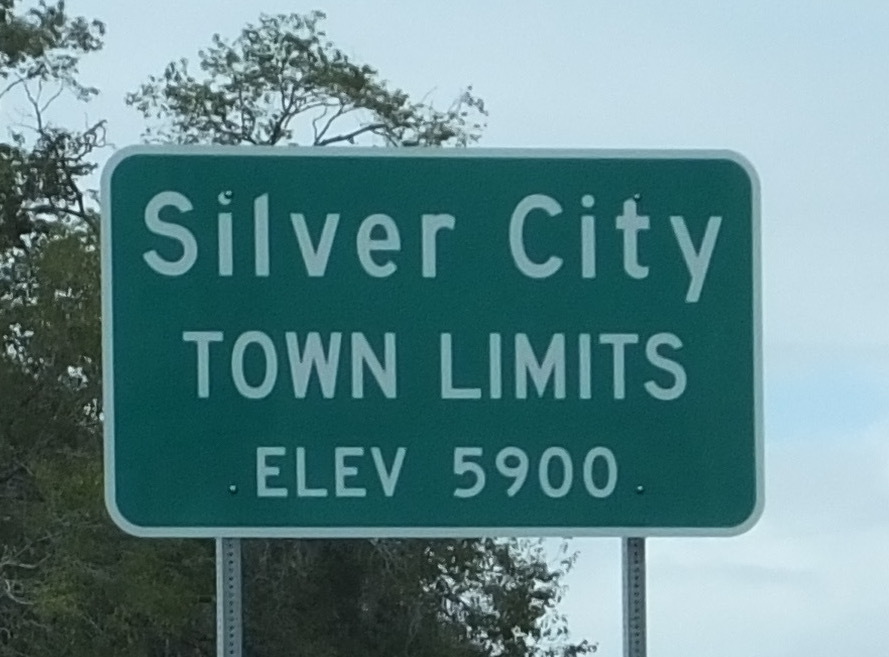 Silver City
TOWN LIMITS
ELEV 5900